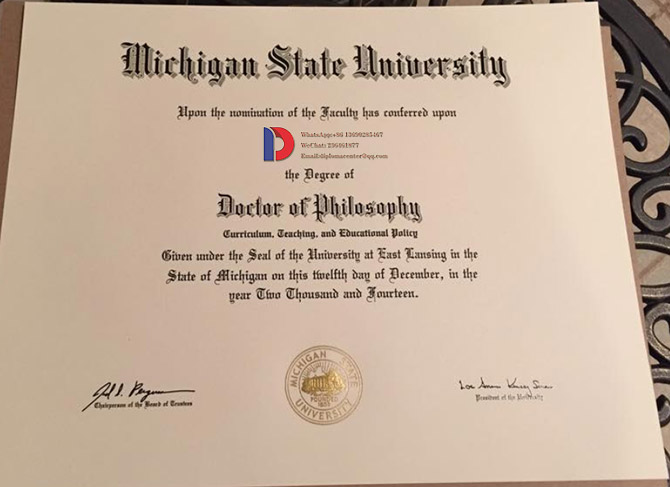 Michigan State University
Upon the nomination of the Faculty has conferred upon
WhatsApp:+86 13698285467
WeChat: 236461877
Email:diplomacenter@qq.com
the Degree of
Doctor of Philosophy
Curriculum, Teaching, and Educational Policy
Given under the Seal of the University at East Lansing in the
State of Michigan on this twelfth day of December, in the
year Two Thousand and Fourteen.
MICHIGAN STATE
UNIVERSITY
FOUNDED
1855
Chairperson of the Board of Trustees
President of the University